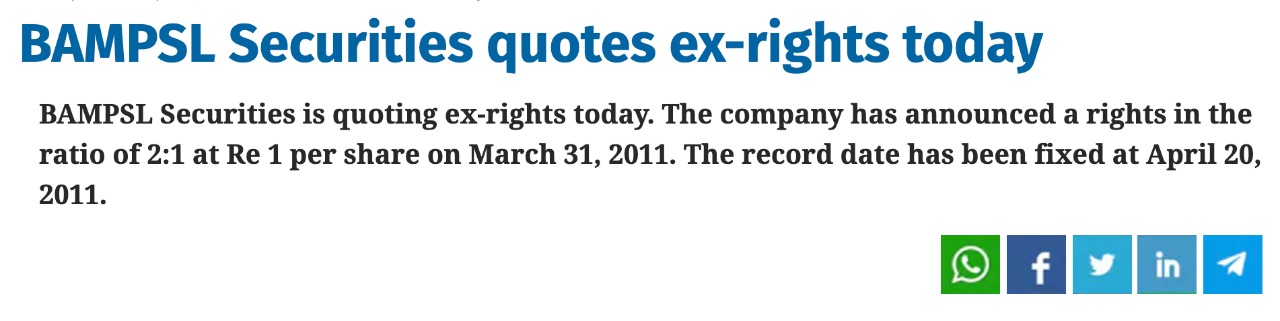 BAMPSL Securities quotes ex-rights today
BAMPSL Securities is quoting ex-rights today. The company has announced a rights in the
ratio of 2:1 at Re 1 per share on March 31, 2011. The record date has been fixed at April 20,
2011.